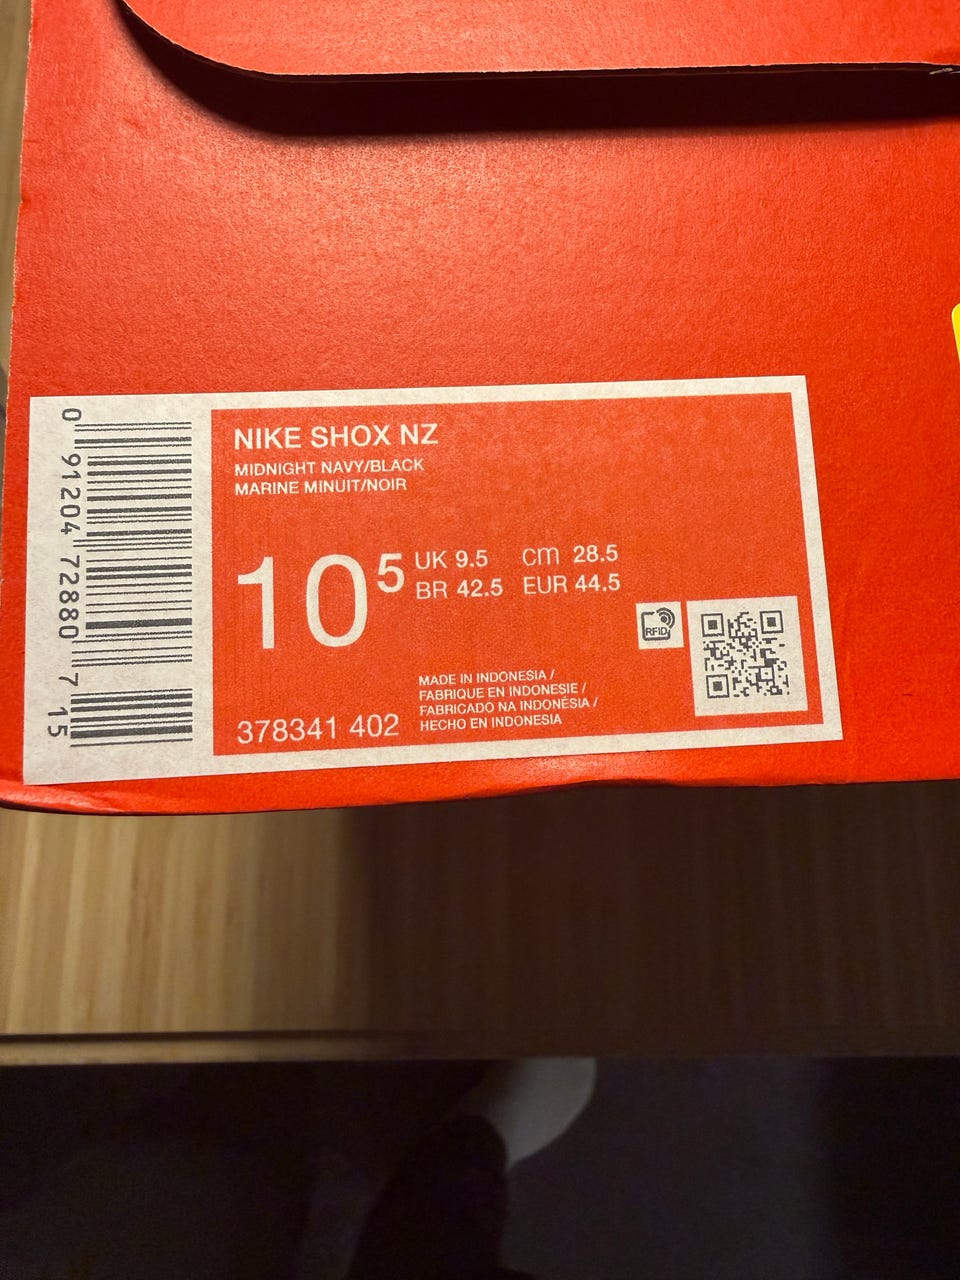 NIKE SHOX NZ
MIDNIGHT NAVY/BLACK
MARINE MINUIT/NOIR
10⁵
UK 9.5 cm 28.5
BR 42.5 EUR 44.5
RFID
MADE IN INDONESIA /
FABRIQUE EN INDONESIE /
FABRICADO NA INDONÉSIA /
HECHO EN INDONESIA
378341 402
0 91204 72880 7 15